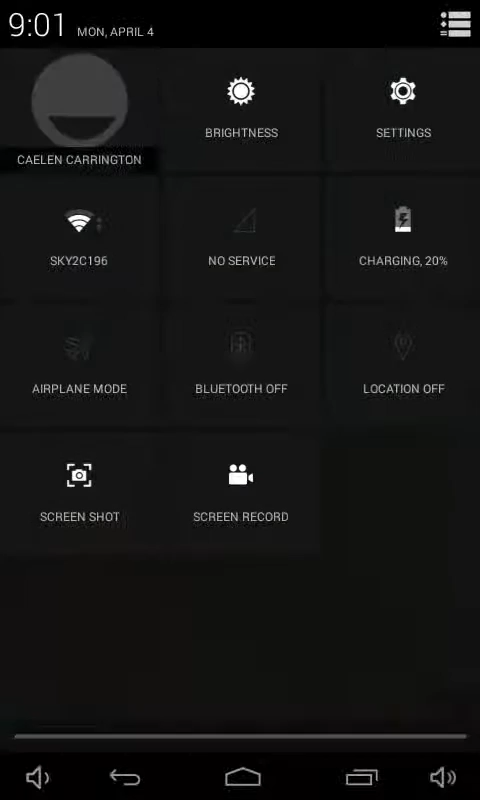 9:01 MON, APRIL 4
CAELEN CARRINGTON
BRIGHTNESS
SETTINGS
SKY2C196
NO SERVICE
CHARGING, 20%
AIRPLANE MODE
BLUETOOTH OFF
LOCATION OFF
SCREEN SHOT
SCREEN RECORD